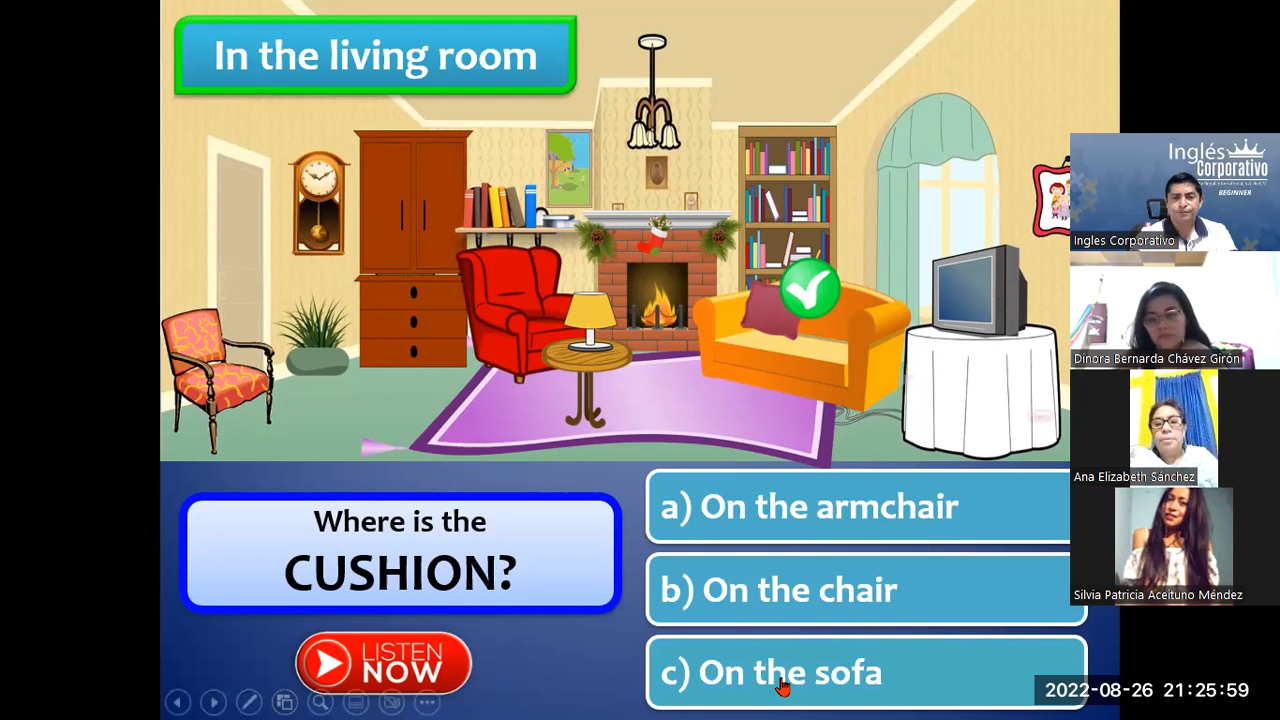 In the living room
Inglés
Corporativo
BEGINNER
Ingles Corporativo
Dinora Bernarda Chávez Girón
Ana Elizabeth Sánchez
Silvia Patricia Aceituno Méndez
Where is the
CUSHION?
LISTEN
NOW
a) On the armchair
b) On the chair
c) On the sofa
2022-08-26 21:25:59